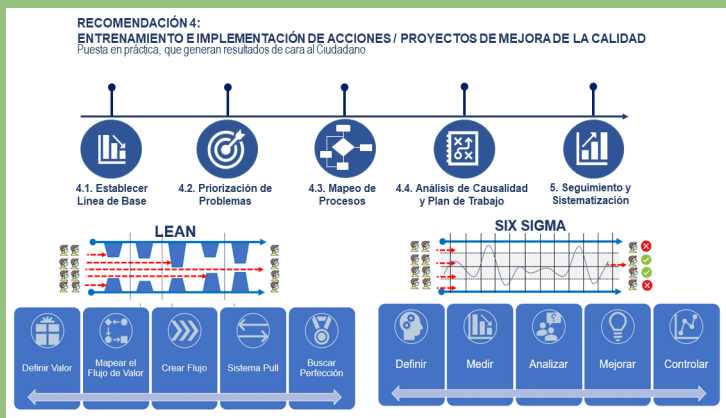 RECOMENDACIÓN 4:
ENTRENAMIENTO E IMPLEMENTACIÓN DE ACCIONES / PROYECTOS DE MEJORA DE LA CALIDAD
Puesta en práctica, que generan resultados de cara al Ciudadano
4.1. Establecer
Línea de Base
4.2. Priorización de
Problemas
4.3. Mapeo de
Procesos
4.4. Análisis de Causalidad
y Plan de Trabajo
5. Seguimiento y
Sistematización
LEAN
SIX SIGMA
Definir Valor
Mapear el
Flujo de Valor
Crear Flujo
Sistema Pull
Buscar
Perfección
Definir
Medir
Analizar
Mejorar
Controlar